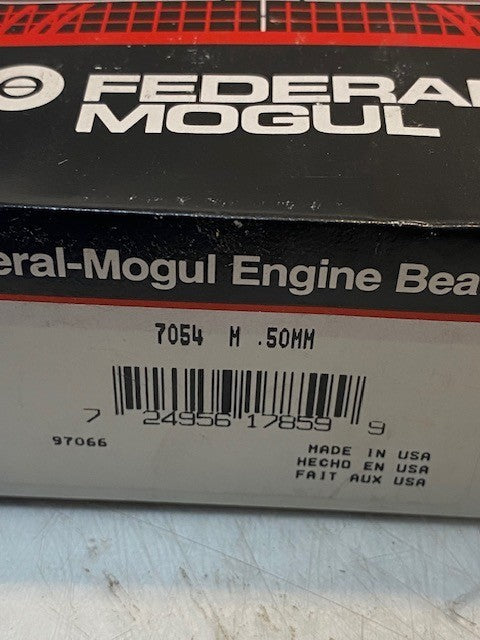 FEDERAL
MOGUL
eral-Mogul Engine Bea
7054 M .50MM
7 24956 17859 9
97066
MADE IN USA
HECHO EN USA
FAIT AUX USA